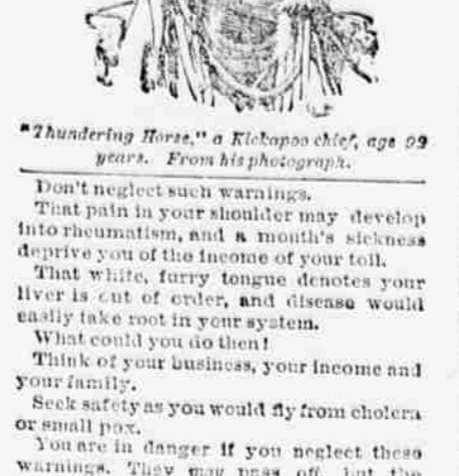 "Thundering Horse," a Kickapoo chief, age 99
years. From his photograph.
Don't neglect such warnings.
That pain in your shoulder may develop
into rheumatism, and a month's sickness
deprive you of the income of your toil.
That white, furry tongue denotes your
liver is out of order, and disease would
easily take root in your system.
What could you do then!
Think of your business, your income and
your family.
Seek safety as you would fly from cholera
or small pox.
You are in danger if you neglect these
warnings. They may pass off, but the